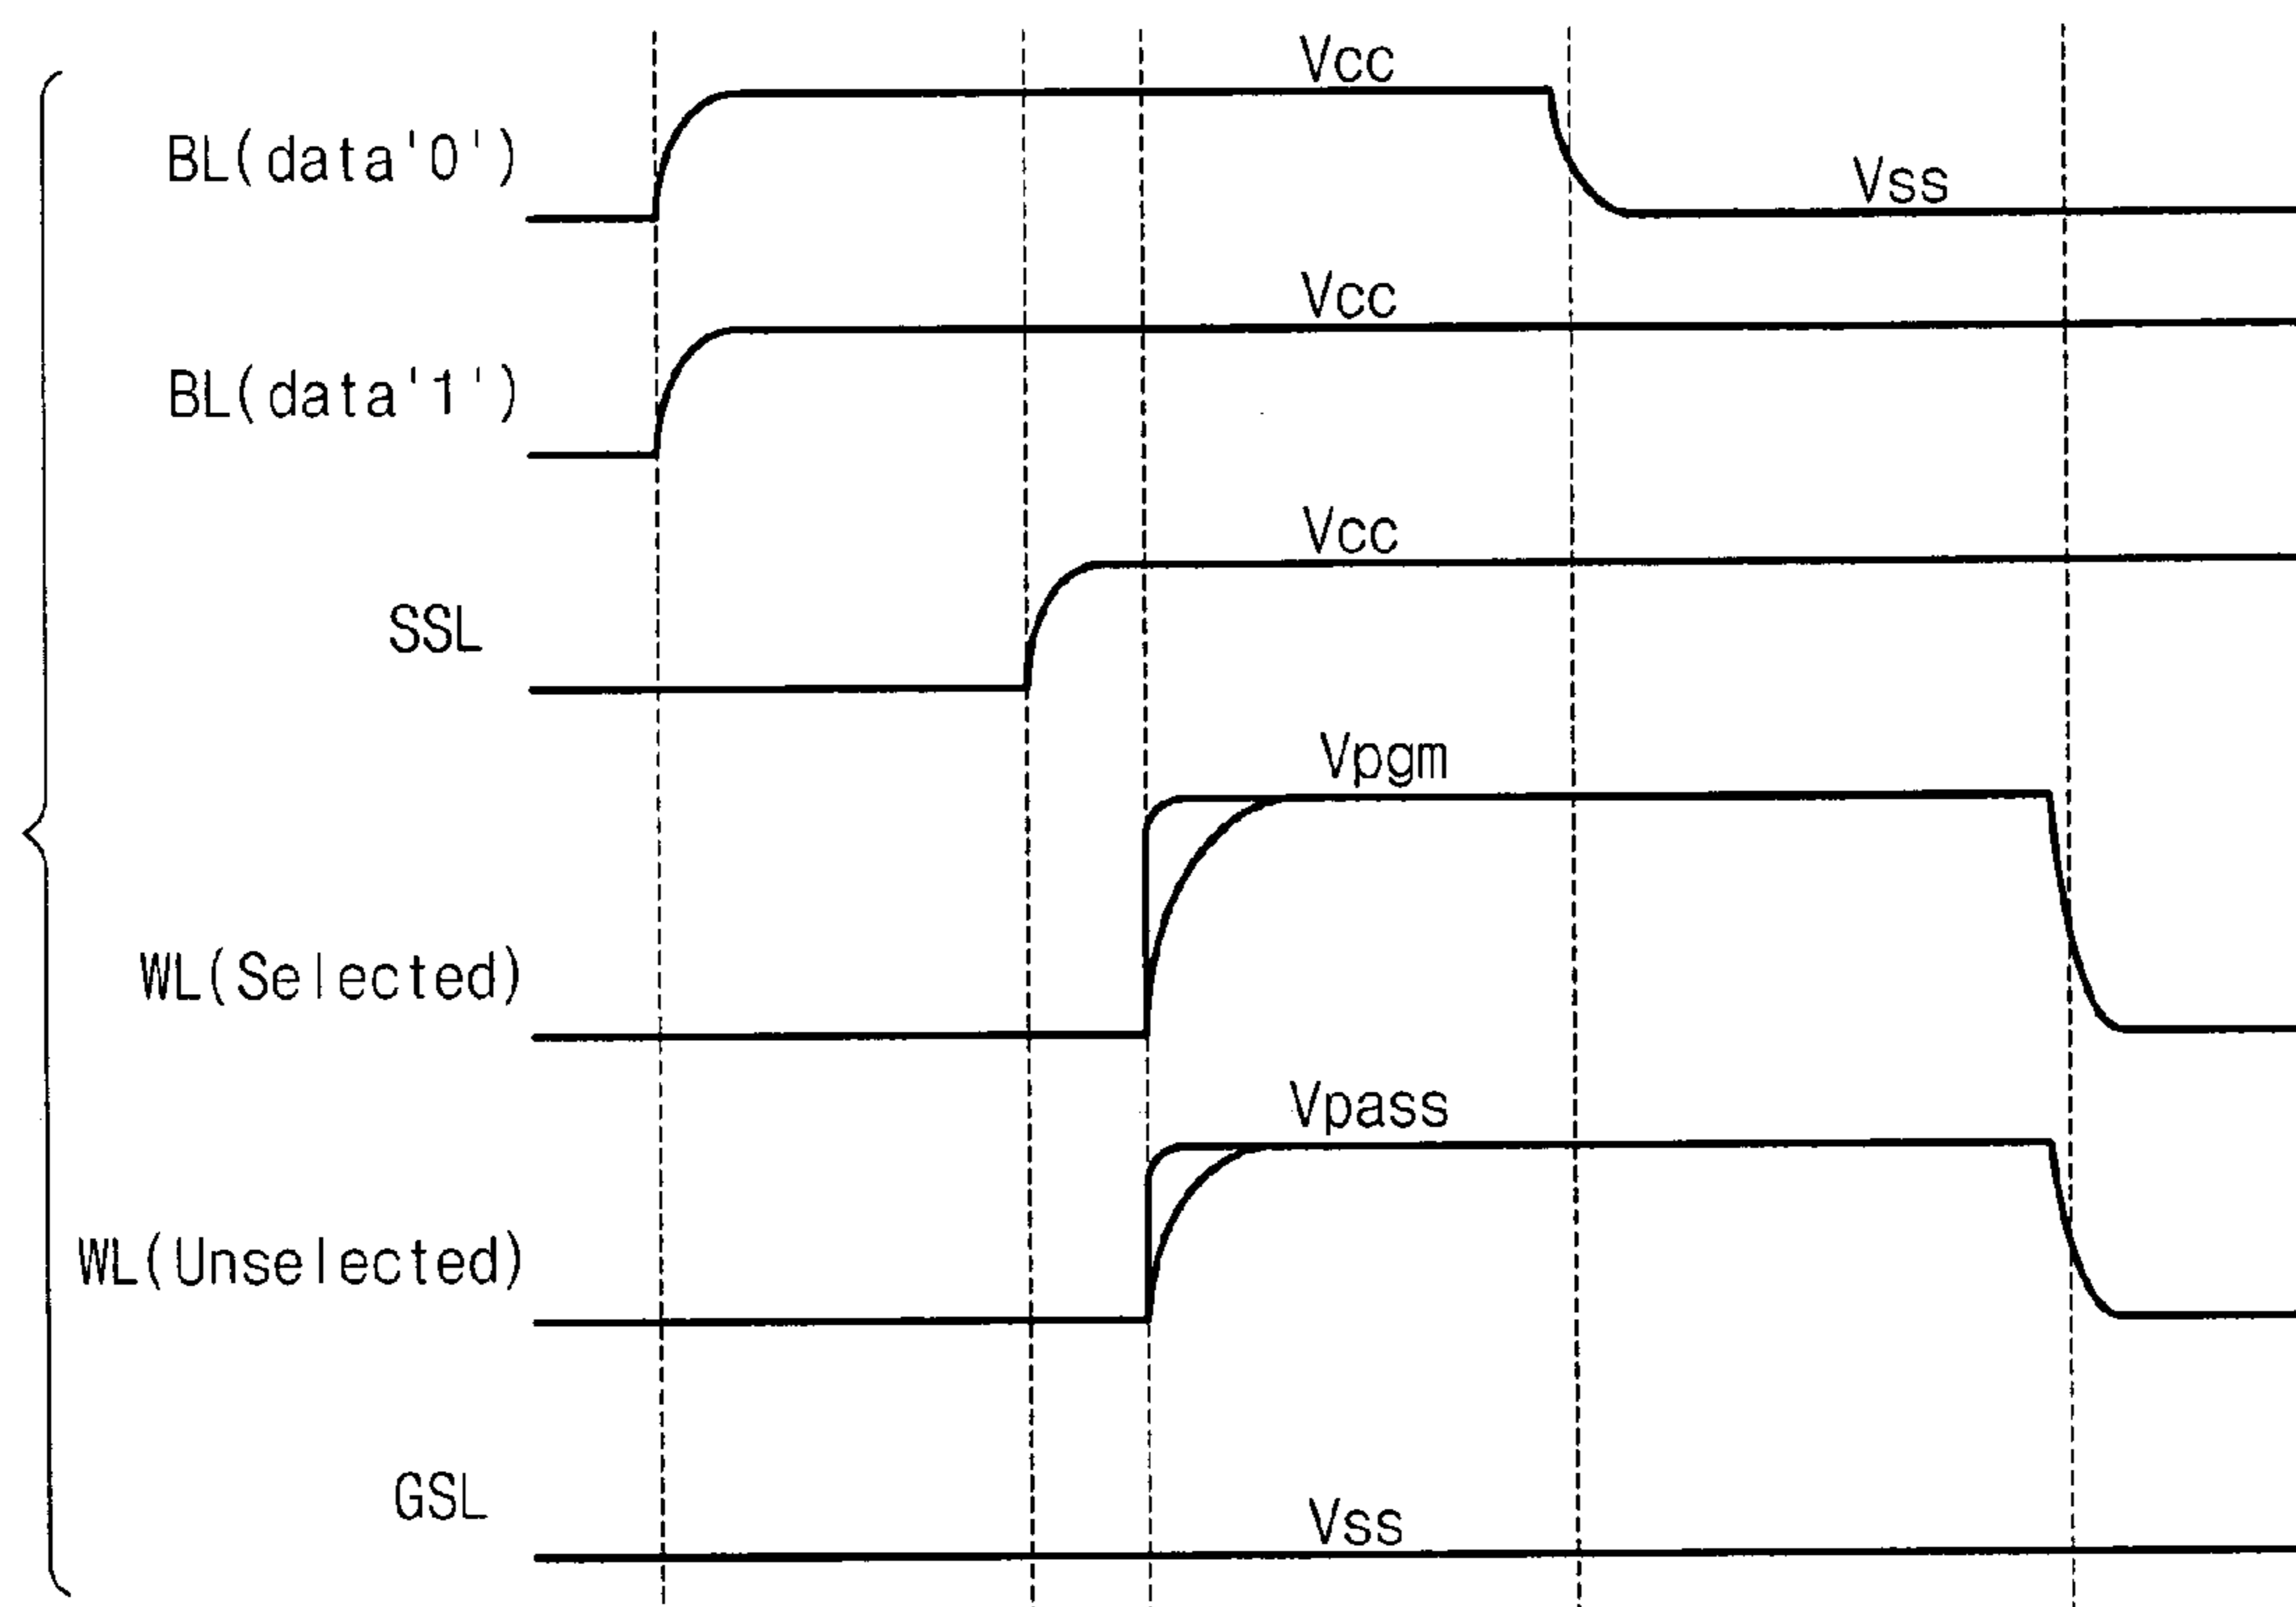 Vcc
BL(data'0')
Vss
Vcc
BL(data'1')
Vcc
SSL
Vpgm
WL(Selected)
Vpass
WL(Unselected)
GSL
Vss